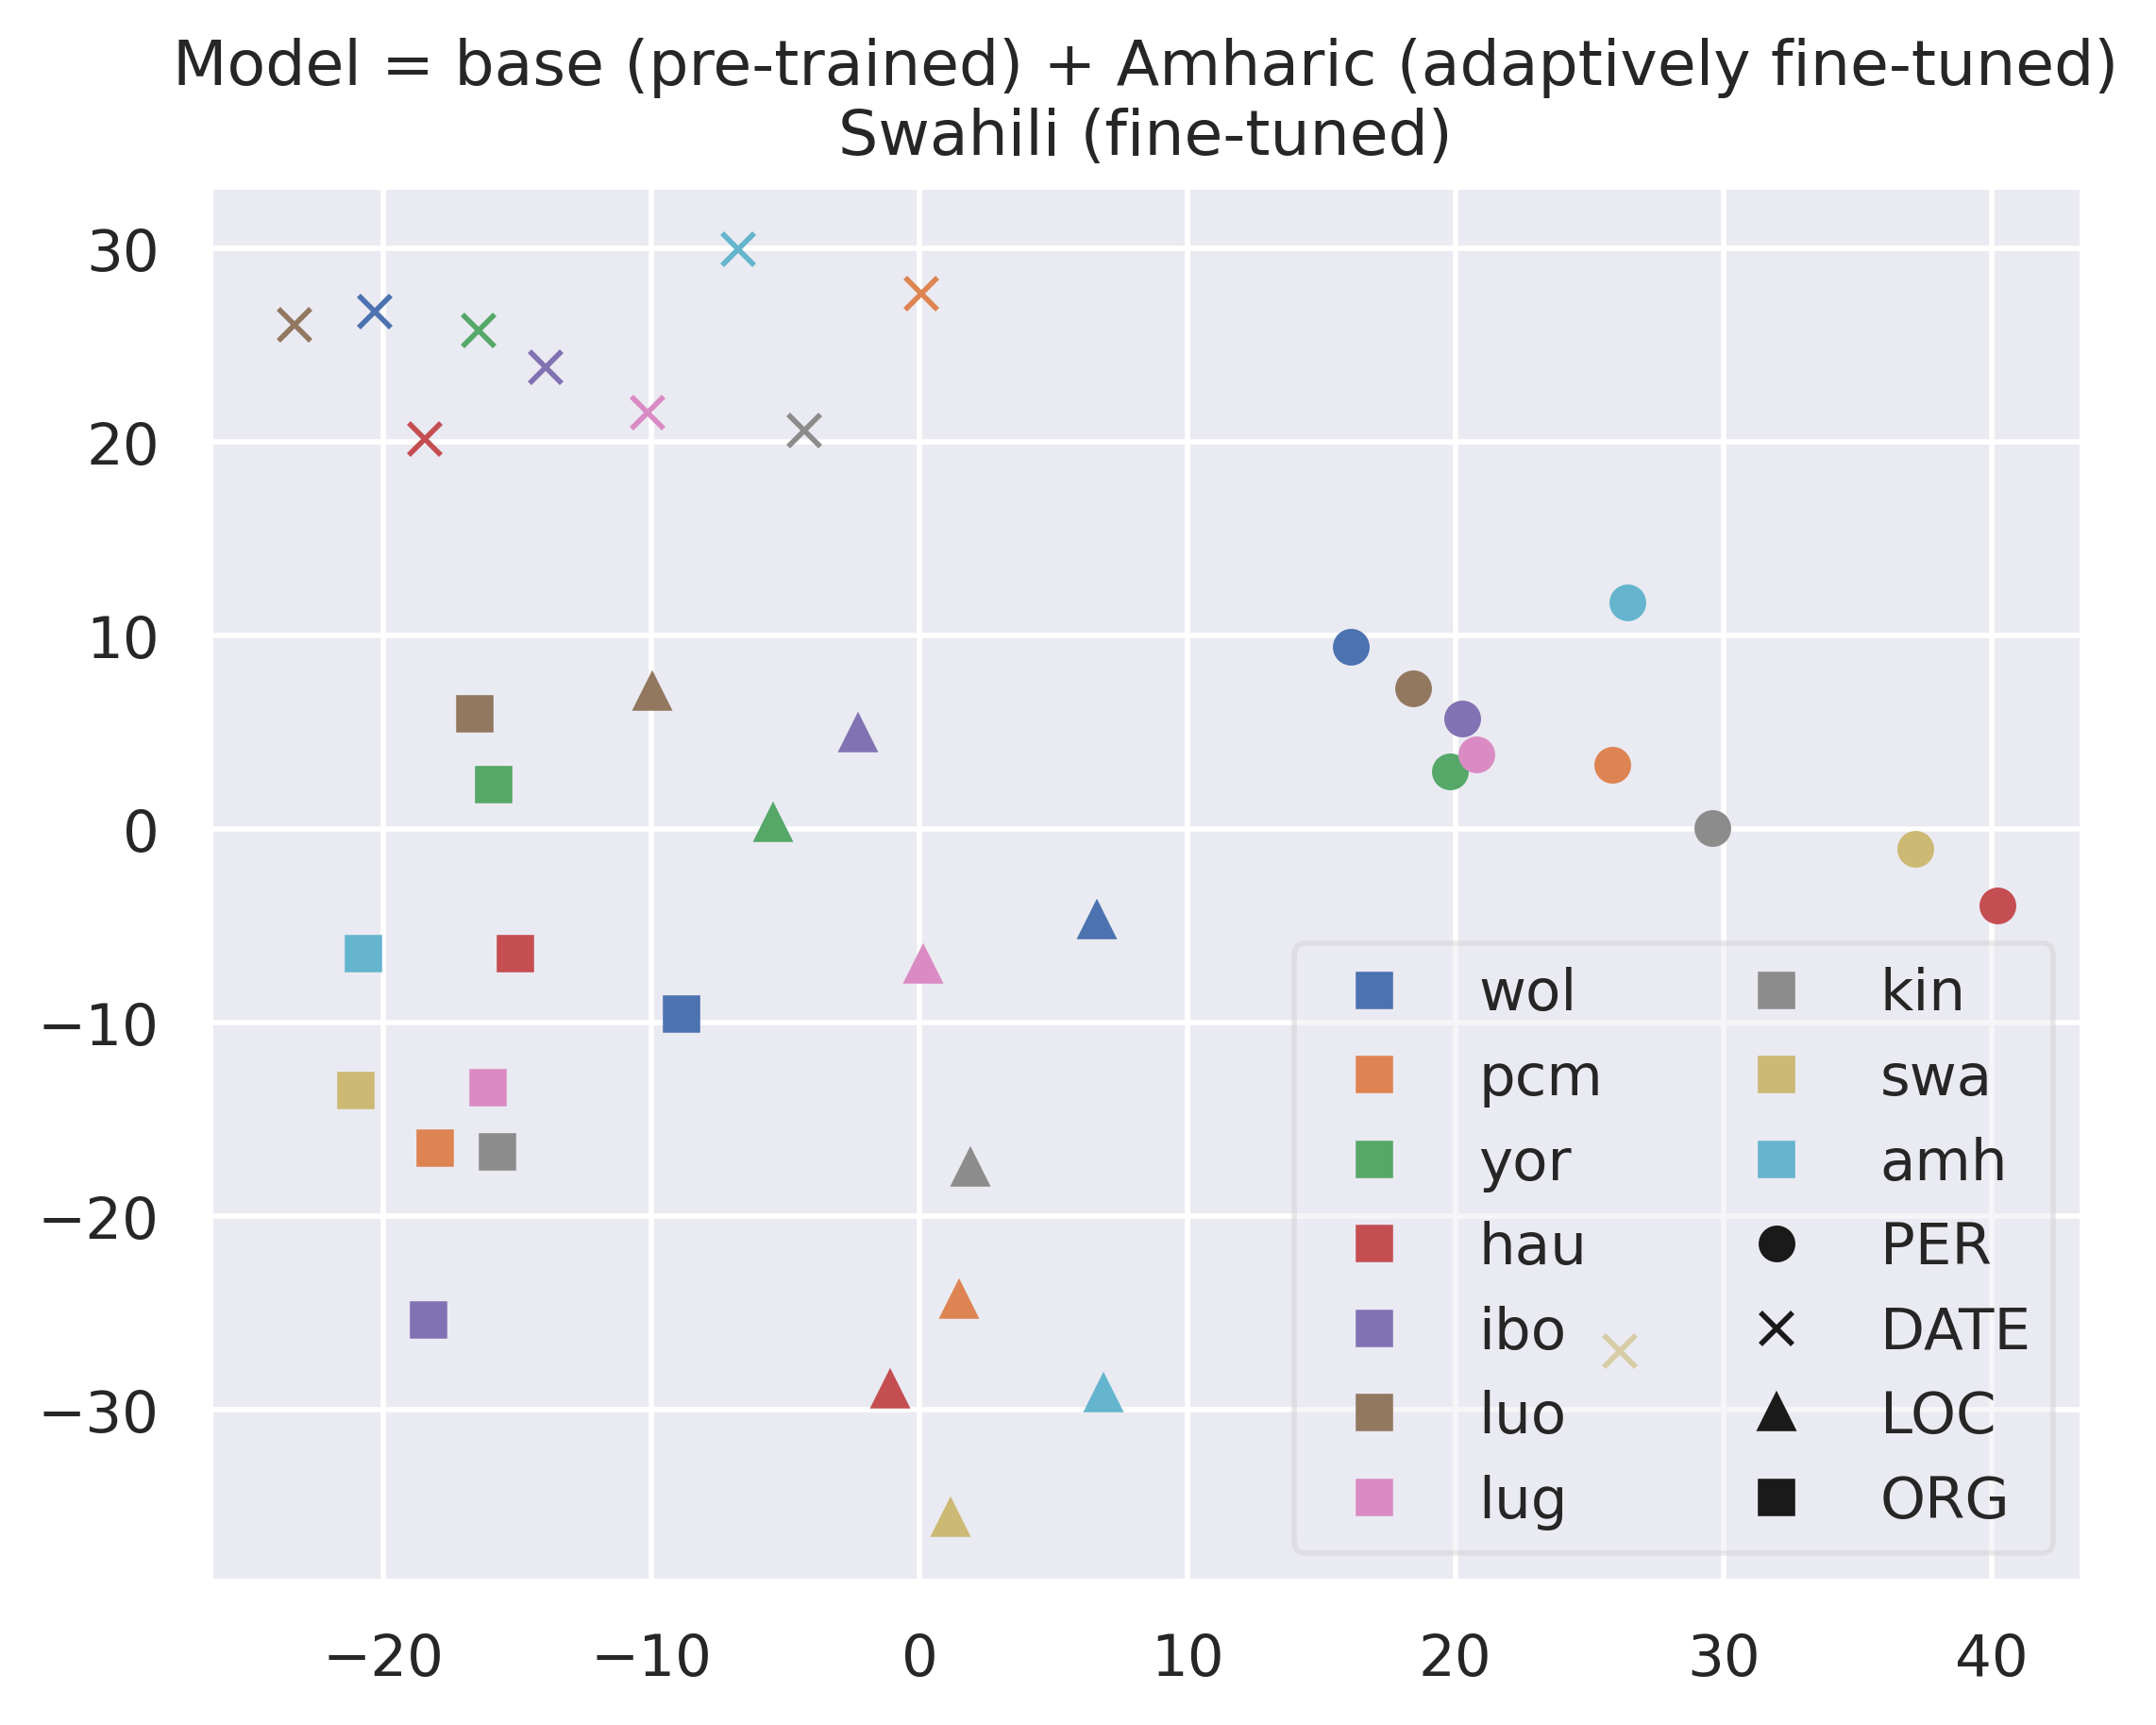 Model = base (pre-trained) + Amharic (adaptively fine-tuned)
Swahili (fine-tuned)
30
20
10
0
−10
−20
−30
−20
−10
0
10
20
30
40
wol
pcm
yor
hau
ibo
luo
lug
kin
swa
amh
PER
DATE
LOC
ORG